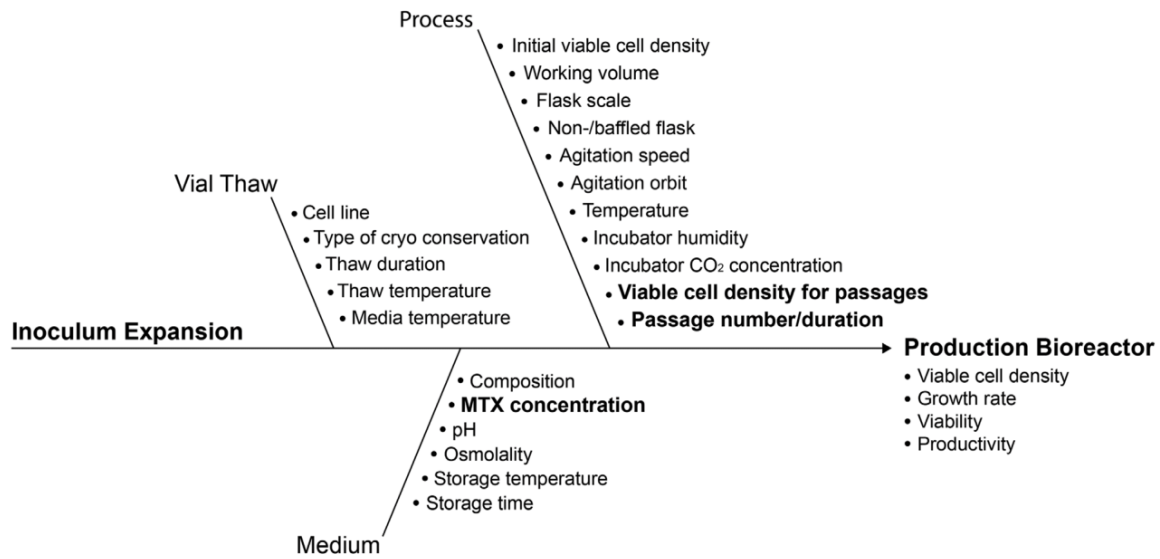 Process
• Initial viable cell density
• Working volume
• Flask scale
• Non-/baffled flask
• Agitation speed
• Agitation orbit
• Temperature
• Incubator humidity
• Incubator CO₂ concentration
• Viable cell density for passages
• Passage number/duration
Vial Thaw
• Cell line
• Type of cryo conservation
• Thaw duration
• Thaw temperature
• Media temperature
Inoculum Expansion
Production Bioreactor
• Viable cell density
• Growth rate
• Viability
• Productivity
• Composition
• MTX concentration
• pH
• Osmolality
• Storage temperature
• Storage time
Medium